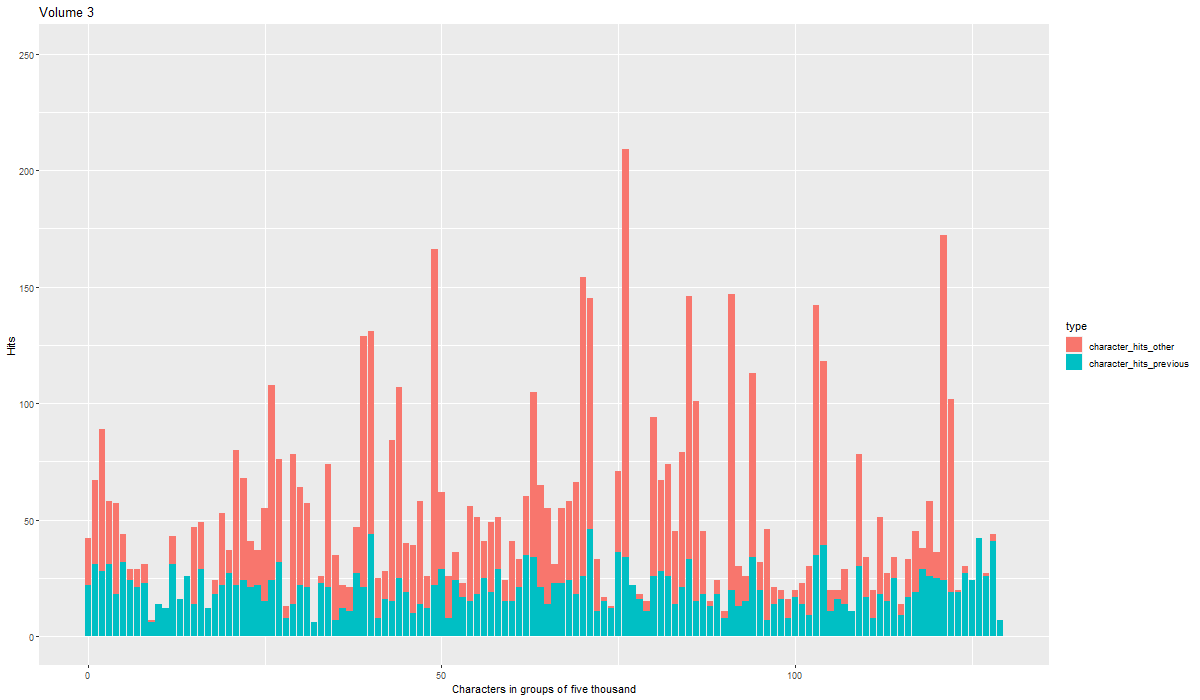 Volume 3
250
200
150
100
50
0
Hits
0
50
100
Characters in groups of five thousand
type
character_hits_other
character_hits_previous